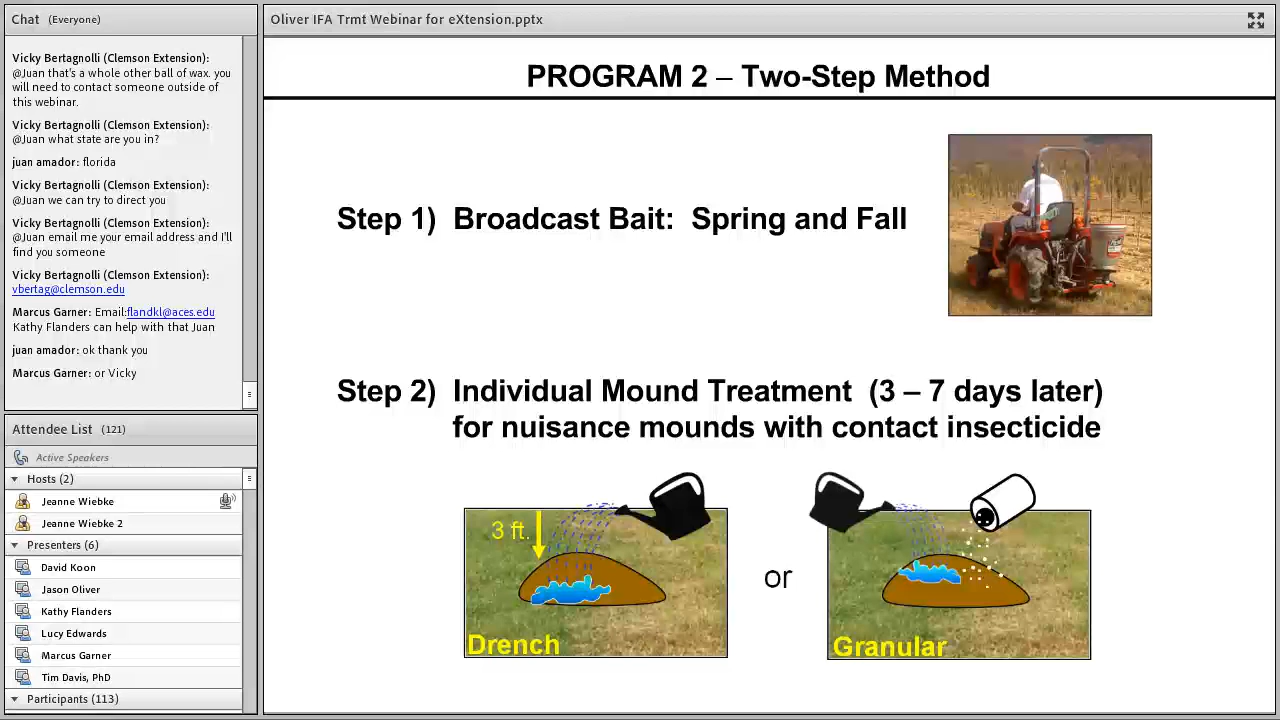 Chat (Everyone)
Vicky Bertagnolli (Clemson Extension):
@Juan that's a whole other ball of wax. you
will need to contact someone outside of
this webinar.
Vicky Bertagnolli (Clemson Extension):
@Juan what state are you in?
juan amador: florida
Vicky Bertagnolli (Clemson Extension):
@Juan we can try to direct you
Vicky Bertagnolli (Clemson Extension):
@Juan email me your email address and I'll
find you someone
Vicky Bertagnolli (Clemson Extension):
vbertag@clemson.edu
Marcus Garner: Email:flandkl@aces.edu
Kathy Flanders can help with that Juan
juan amador: ok thank you
Marcus Garner: or Vicky
Attendee List (121)
Active Speakers
Hosts (2)
Jeanne Wiebke
Jeanne Wiebke 2
Presenters (6)
David Koon
Jason Oliver
Kathy Flanders
Lucy Edwards
Marcus Garner
Tim Davis, PhD
Participants (113)
Oliver IFA Trmt Webinar for eXtension.pptx
PROGRAM 2 – Two-Step Method
Step 1) Broadcast Bait: Spring and Fall
Step 2) Individual Mound Treatment (3 – 7 days later)
for nuisance mounds with contact insecticide
3 ft.
Drench
or
Granular